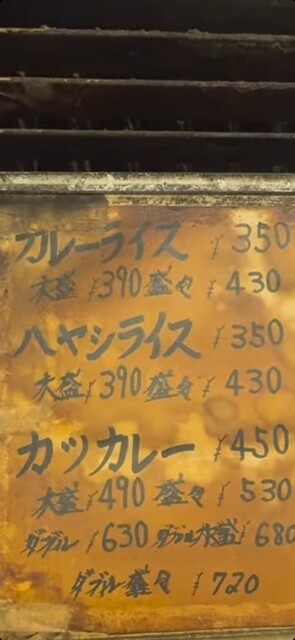 カレーライス ¥350
大盛 ¥390 盛々 ¥430
ハヤシライス ¥350
大盛 ¥390 盛々 ¥430
カツカレー ¥450
大盛 ¥490 盛々 ¥530
ダブル ¥630 ダブル大盛 ¥680
ダブル盛々 ¥720